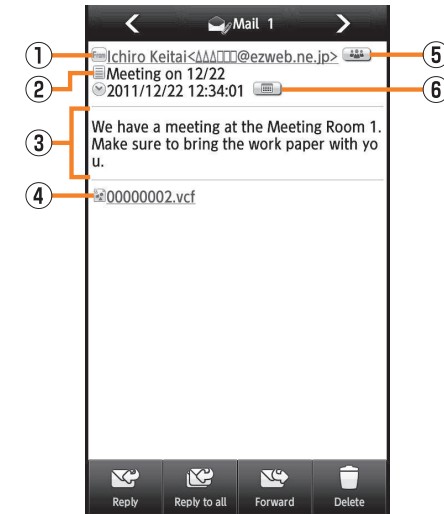 Mail 1
① From Ichiro Keitai<△△△□□□@ezweb.ne.jp> ⑤
② Meeting on 12/22
2011/12/22 12:34:01 ⑥
③ We have a meeting at the Meeting Room 1.
Make sure to bring the work paper with yo
u.
④ 00000002.vcf
Reply Reply to all Forward Delete